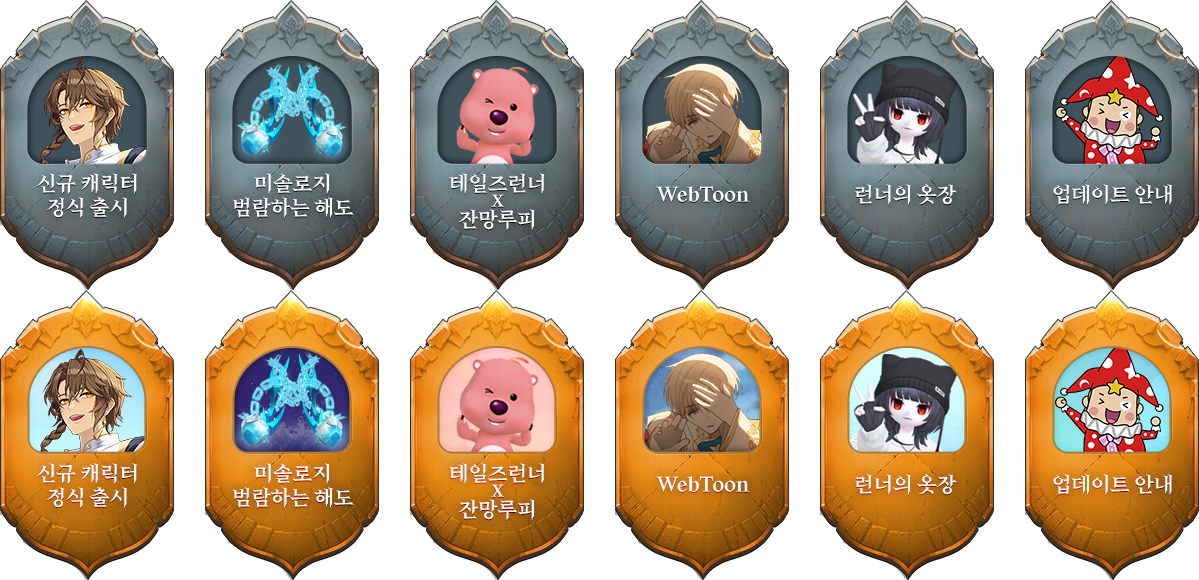 신규 캐릭터
정식 출시
미솔로지
범람하는 해도
테일즈런너
X
잔망루피
WebToon
런너의 옷장
업데이트 안내
신규 캐릭터
정식 출시
미솔로지
범람하는 해도
테일즈런너
X
잔망루피
WebToon
런너의 옷장
업데이트 안내